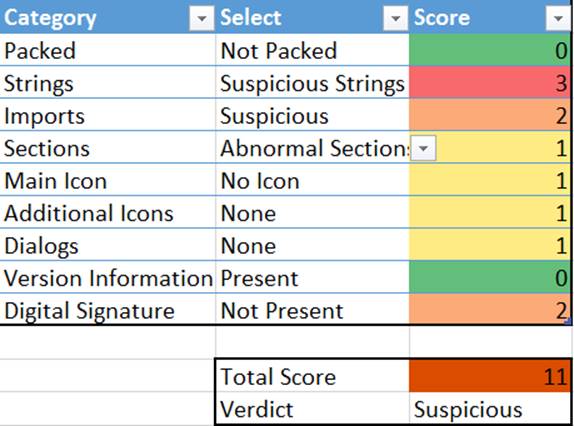 Category Select Score
Packed Not Packed 0
Strings Suspicious Strings 3
Imports Suspicious 2
Sections Abnormal Section 1
Main Icon No Icon 1
Additional Icons None 1
Dialogs None 1
Version Information Present 0
Digital Signature Not Present 2
Total Score 11
Verdict Suspicious